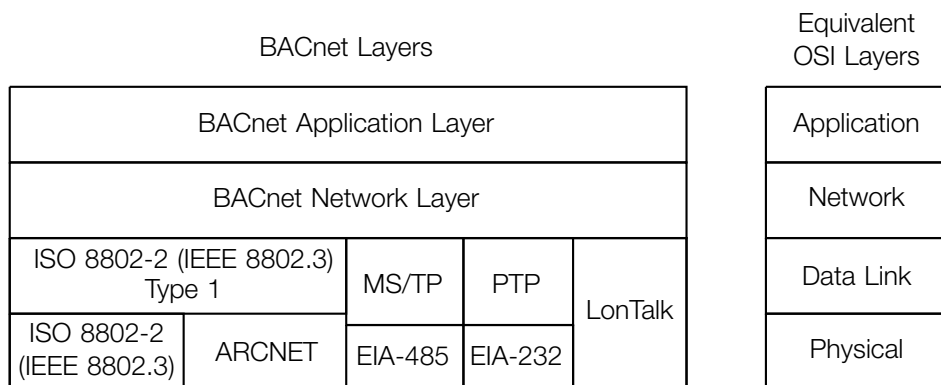 BACnet Layers
Equivalent
OSI Layers
BACnet Application Layer
Application
BACnet Network Layer
Network
ISO 8802-2 (IEEE 8802.3)
Type 1
MS/TP
PTP
LonTalk
Data Link
ISO 8802-2
(IEEE 8802.3)
ARCNET
EIA-485
EIA-232
Physical